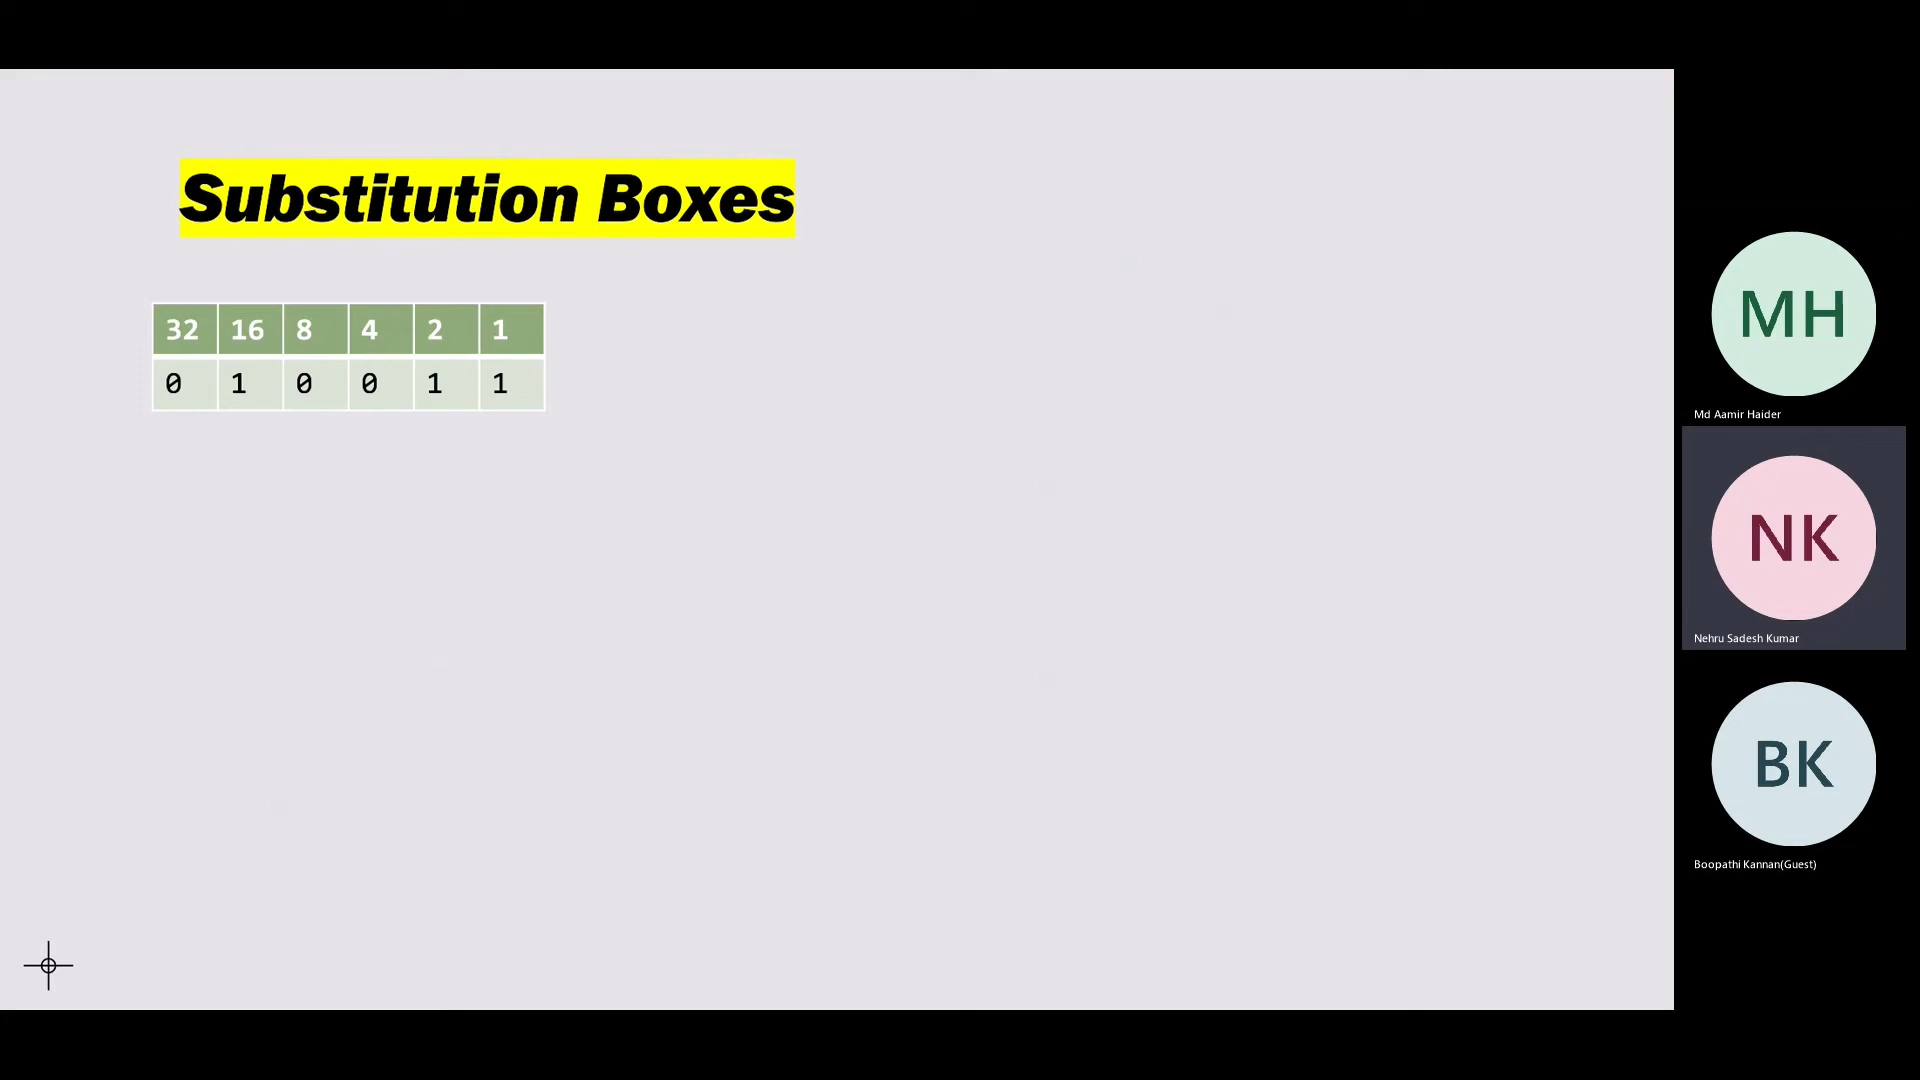 Substitution Boxes
32 16 8 4 2 1
0 1 0 0 1 1
MH
Md Aamir Haider
NK
Nehru Sadesh Kumar
BK
Boopathi Kannan(Guest)